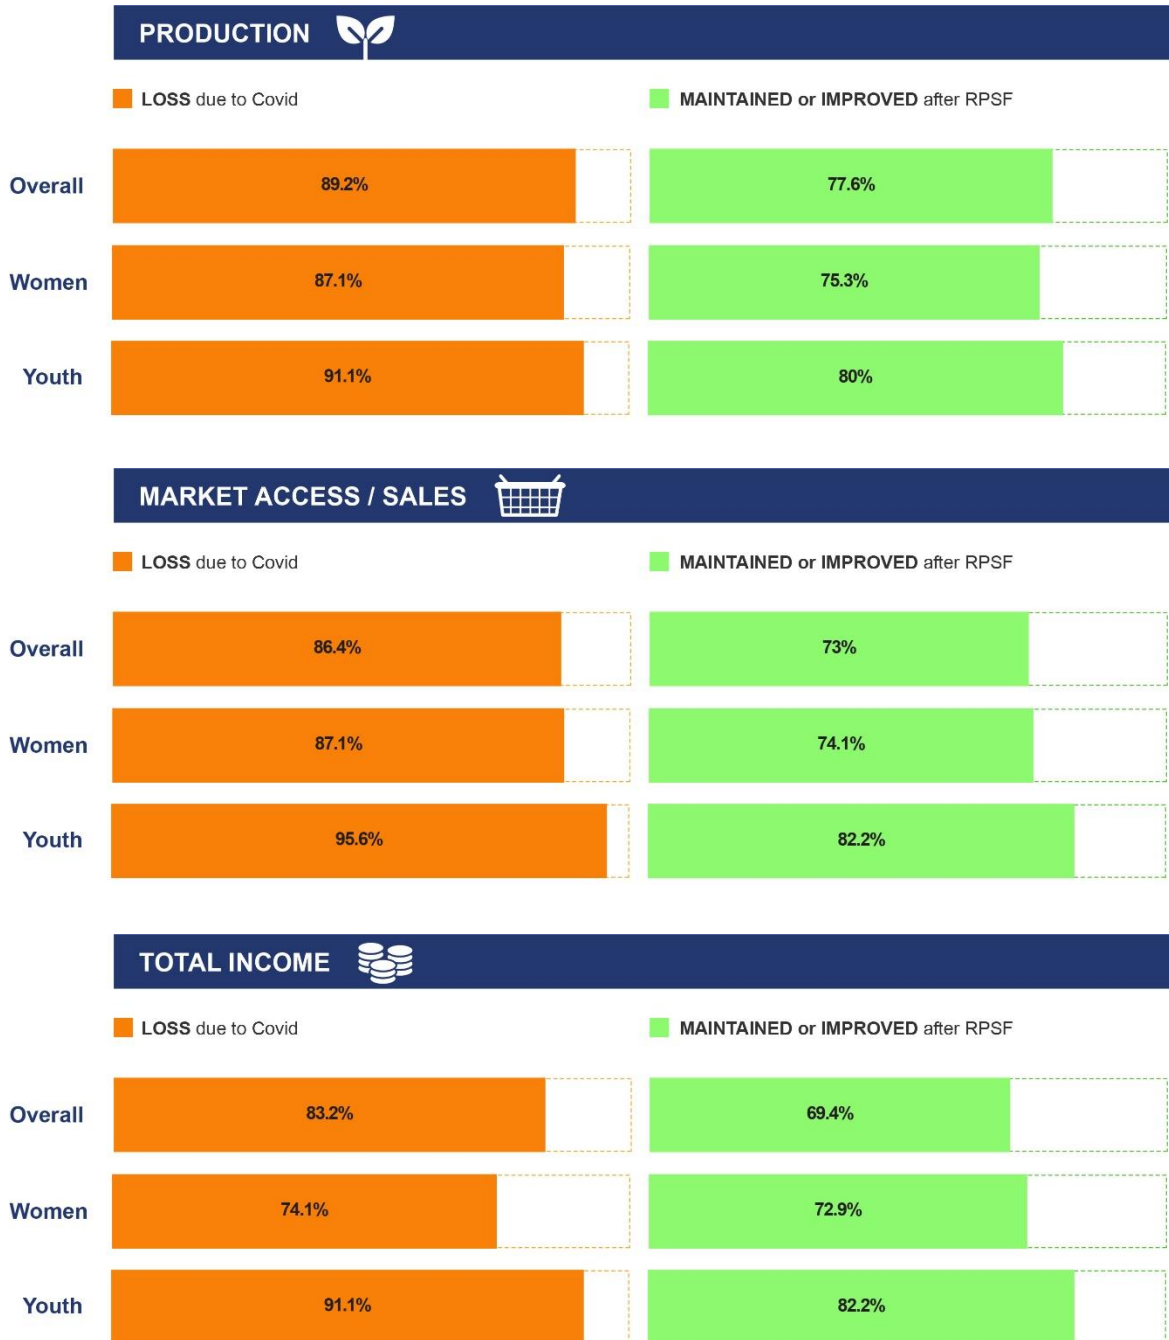 PRODUCTION
LOSS due to Covid
MAINTAINED or IMPROVED after RPSF
Overall 89.2% 77.6%
Women 87.1% 75.3%
Youth 91.1% 80%
MARKET ACCESS / SALES
LOSS due to Covid
MAINTAINED or IMPROVED after RPSF
Overall 86.4% 73%
Women 87.1% 74.1%
Youth 95.6% 82.2%
TOTAL INCOME
LOSS due to Covid
MAINTAINED or IMPROVED after RPSF
Overall 83.2% 69.4%
Women 74.1% 72.9%
Youth 91.1% 82.2%